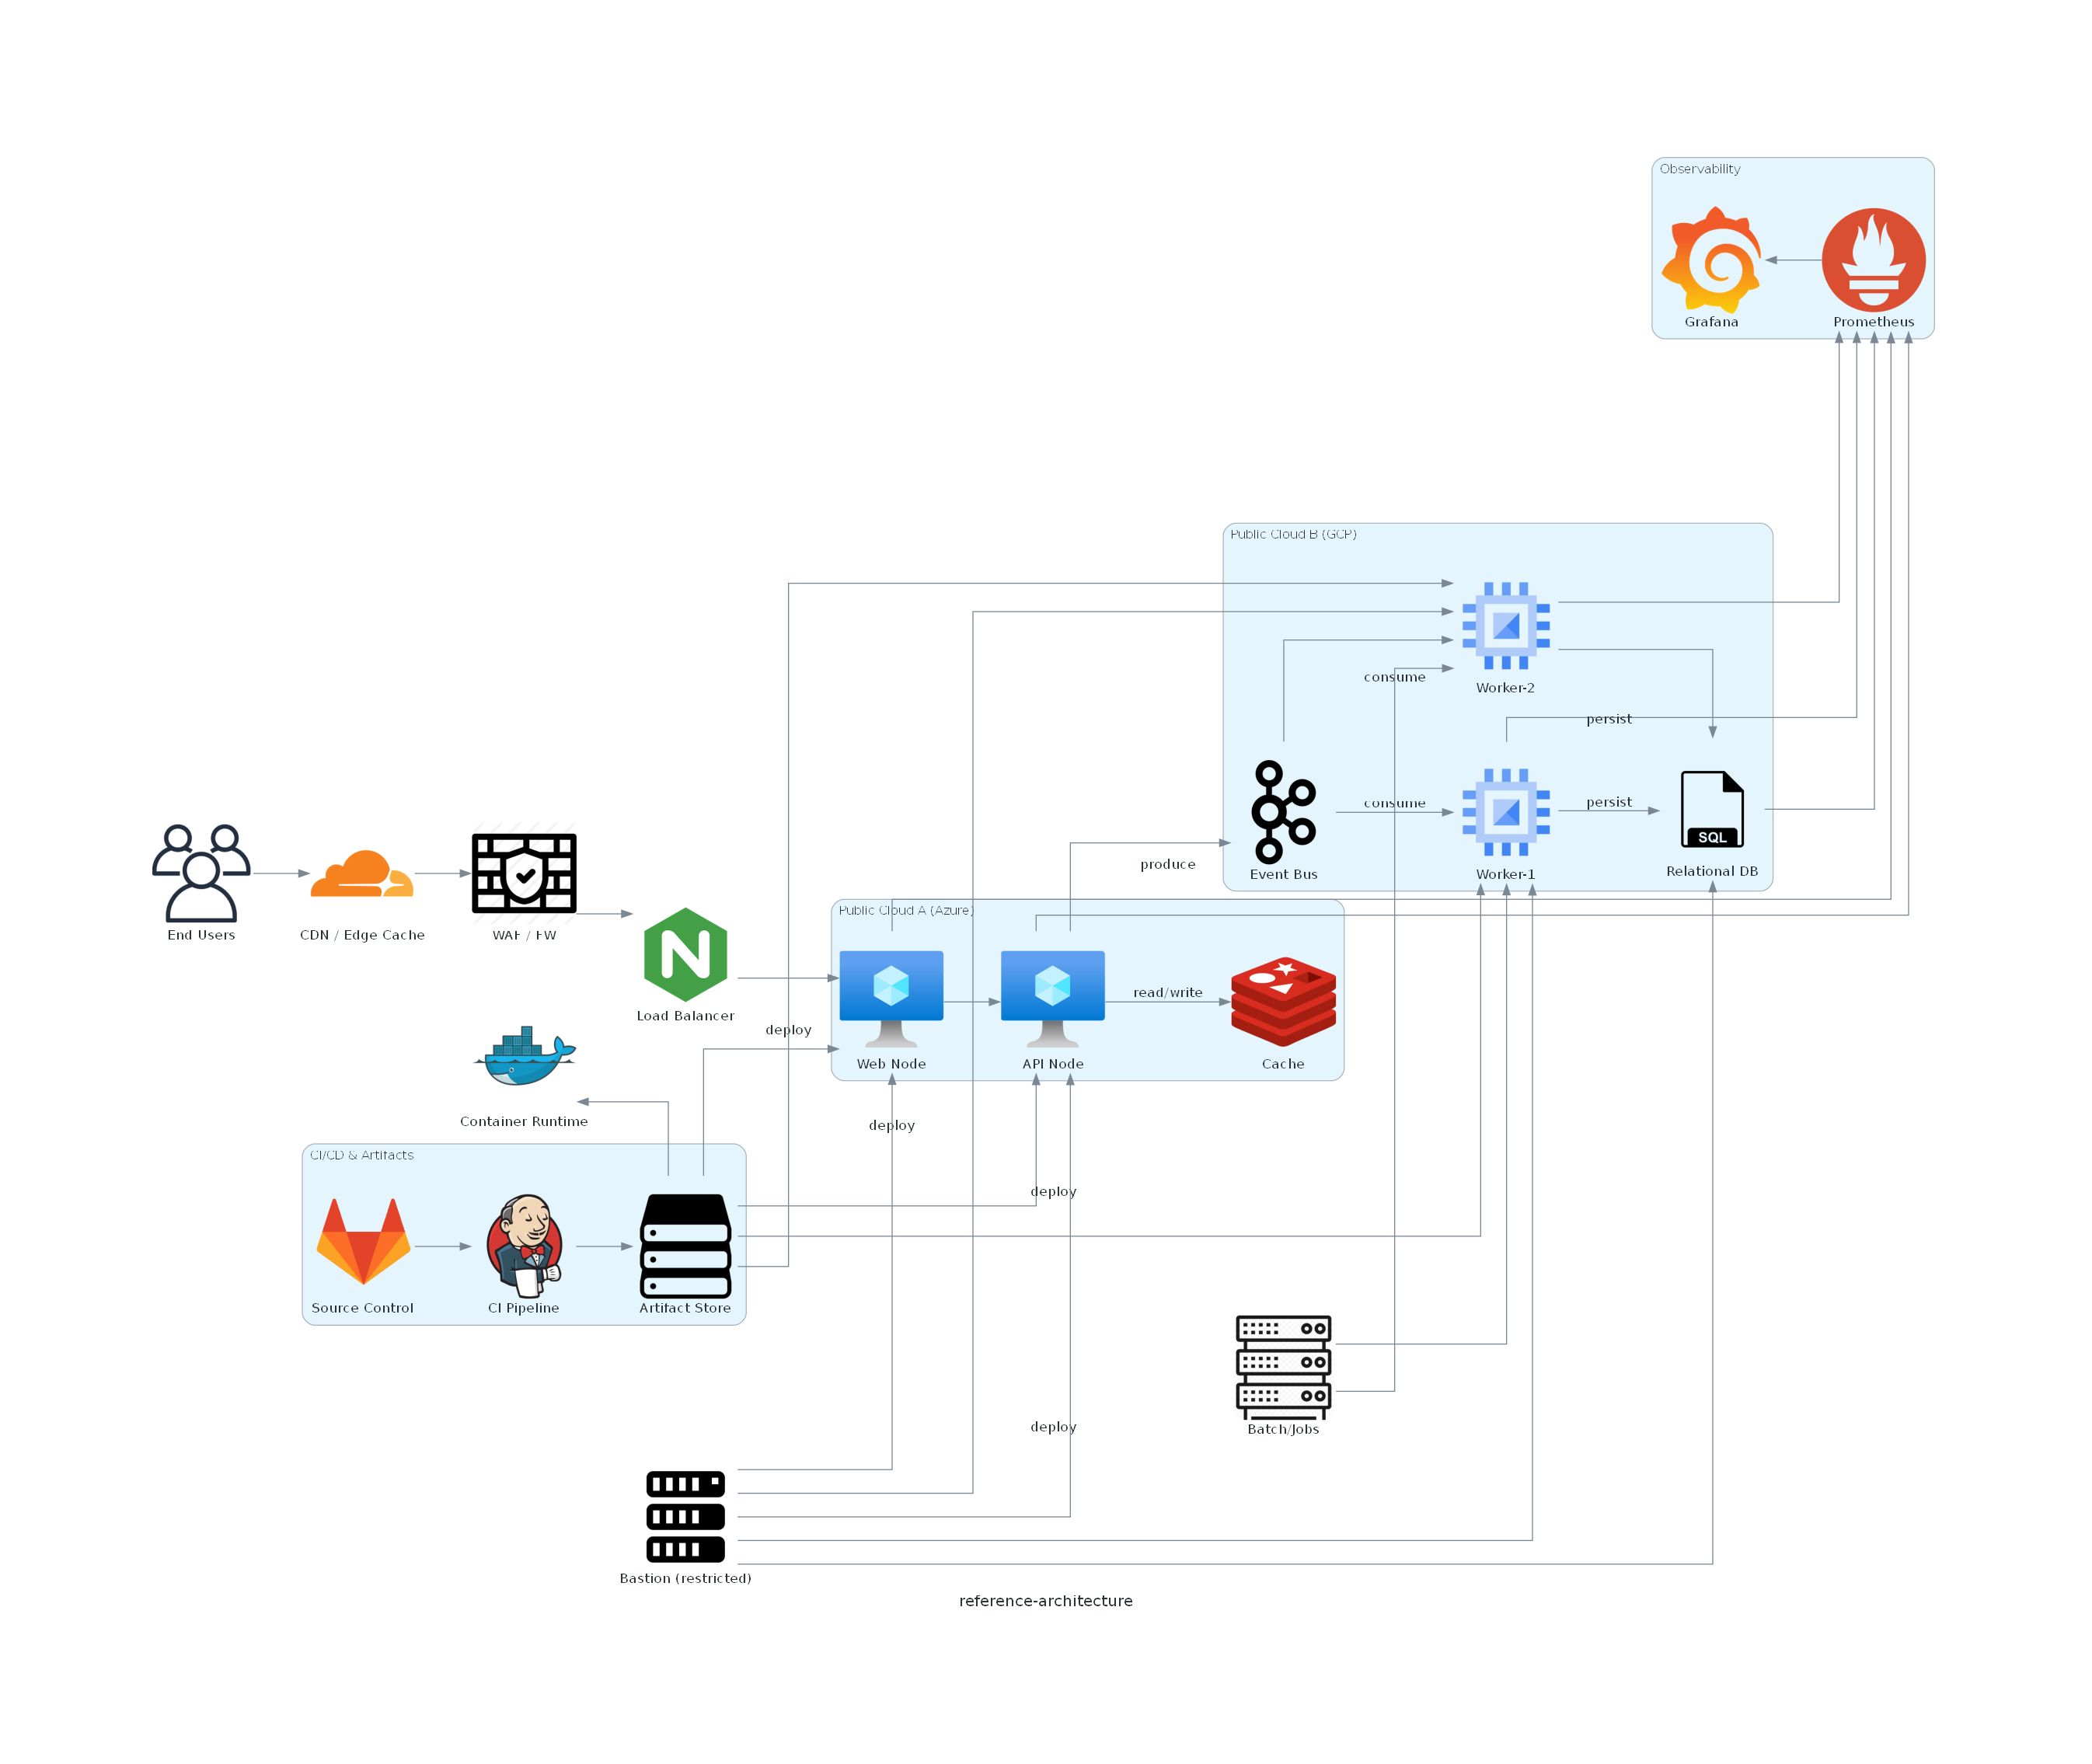 Observability
Grafana
Prometheus
Public Cloud B (GCP)
consume
Worker-2
persist
consume
persist
SQL
produce
Event Bus
Worker-1
Relational DB
Public Cloud A (Azure)
End Users
CDN / Edge Cache
WAF / FW
N
read/write
Load Balancer
deploy
Web Node
API Node
Cache
Container Runtime
deploy
CI/CD & Artifacts
deploy
Source Control
CI Pipeline
Artifact Store
deploy
Batch/Jobs
Bastion (restricted)
reference-architecture